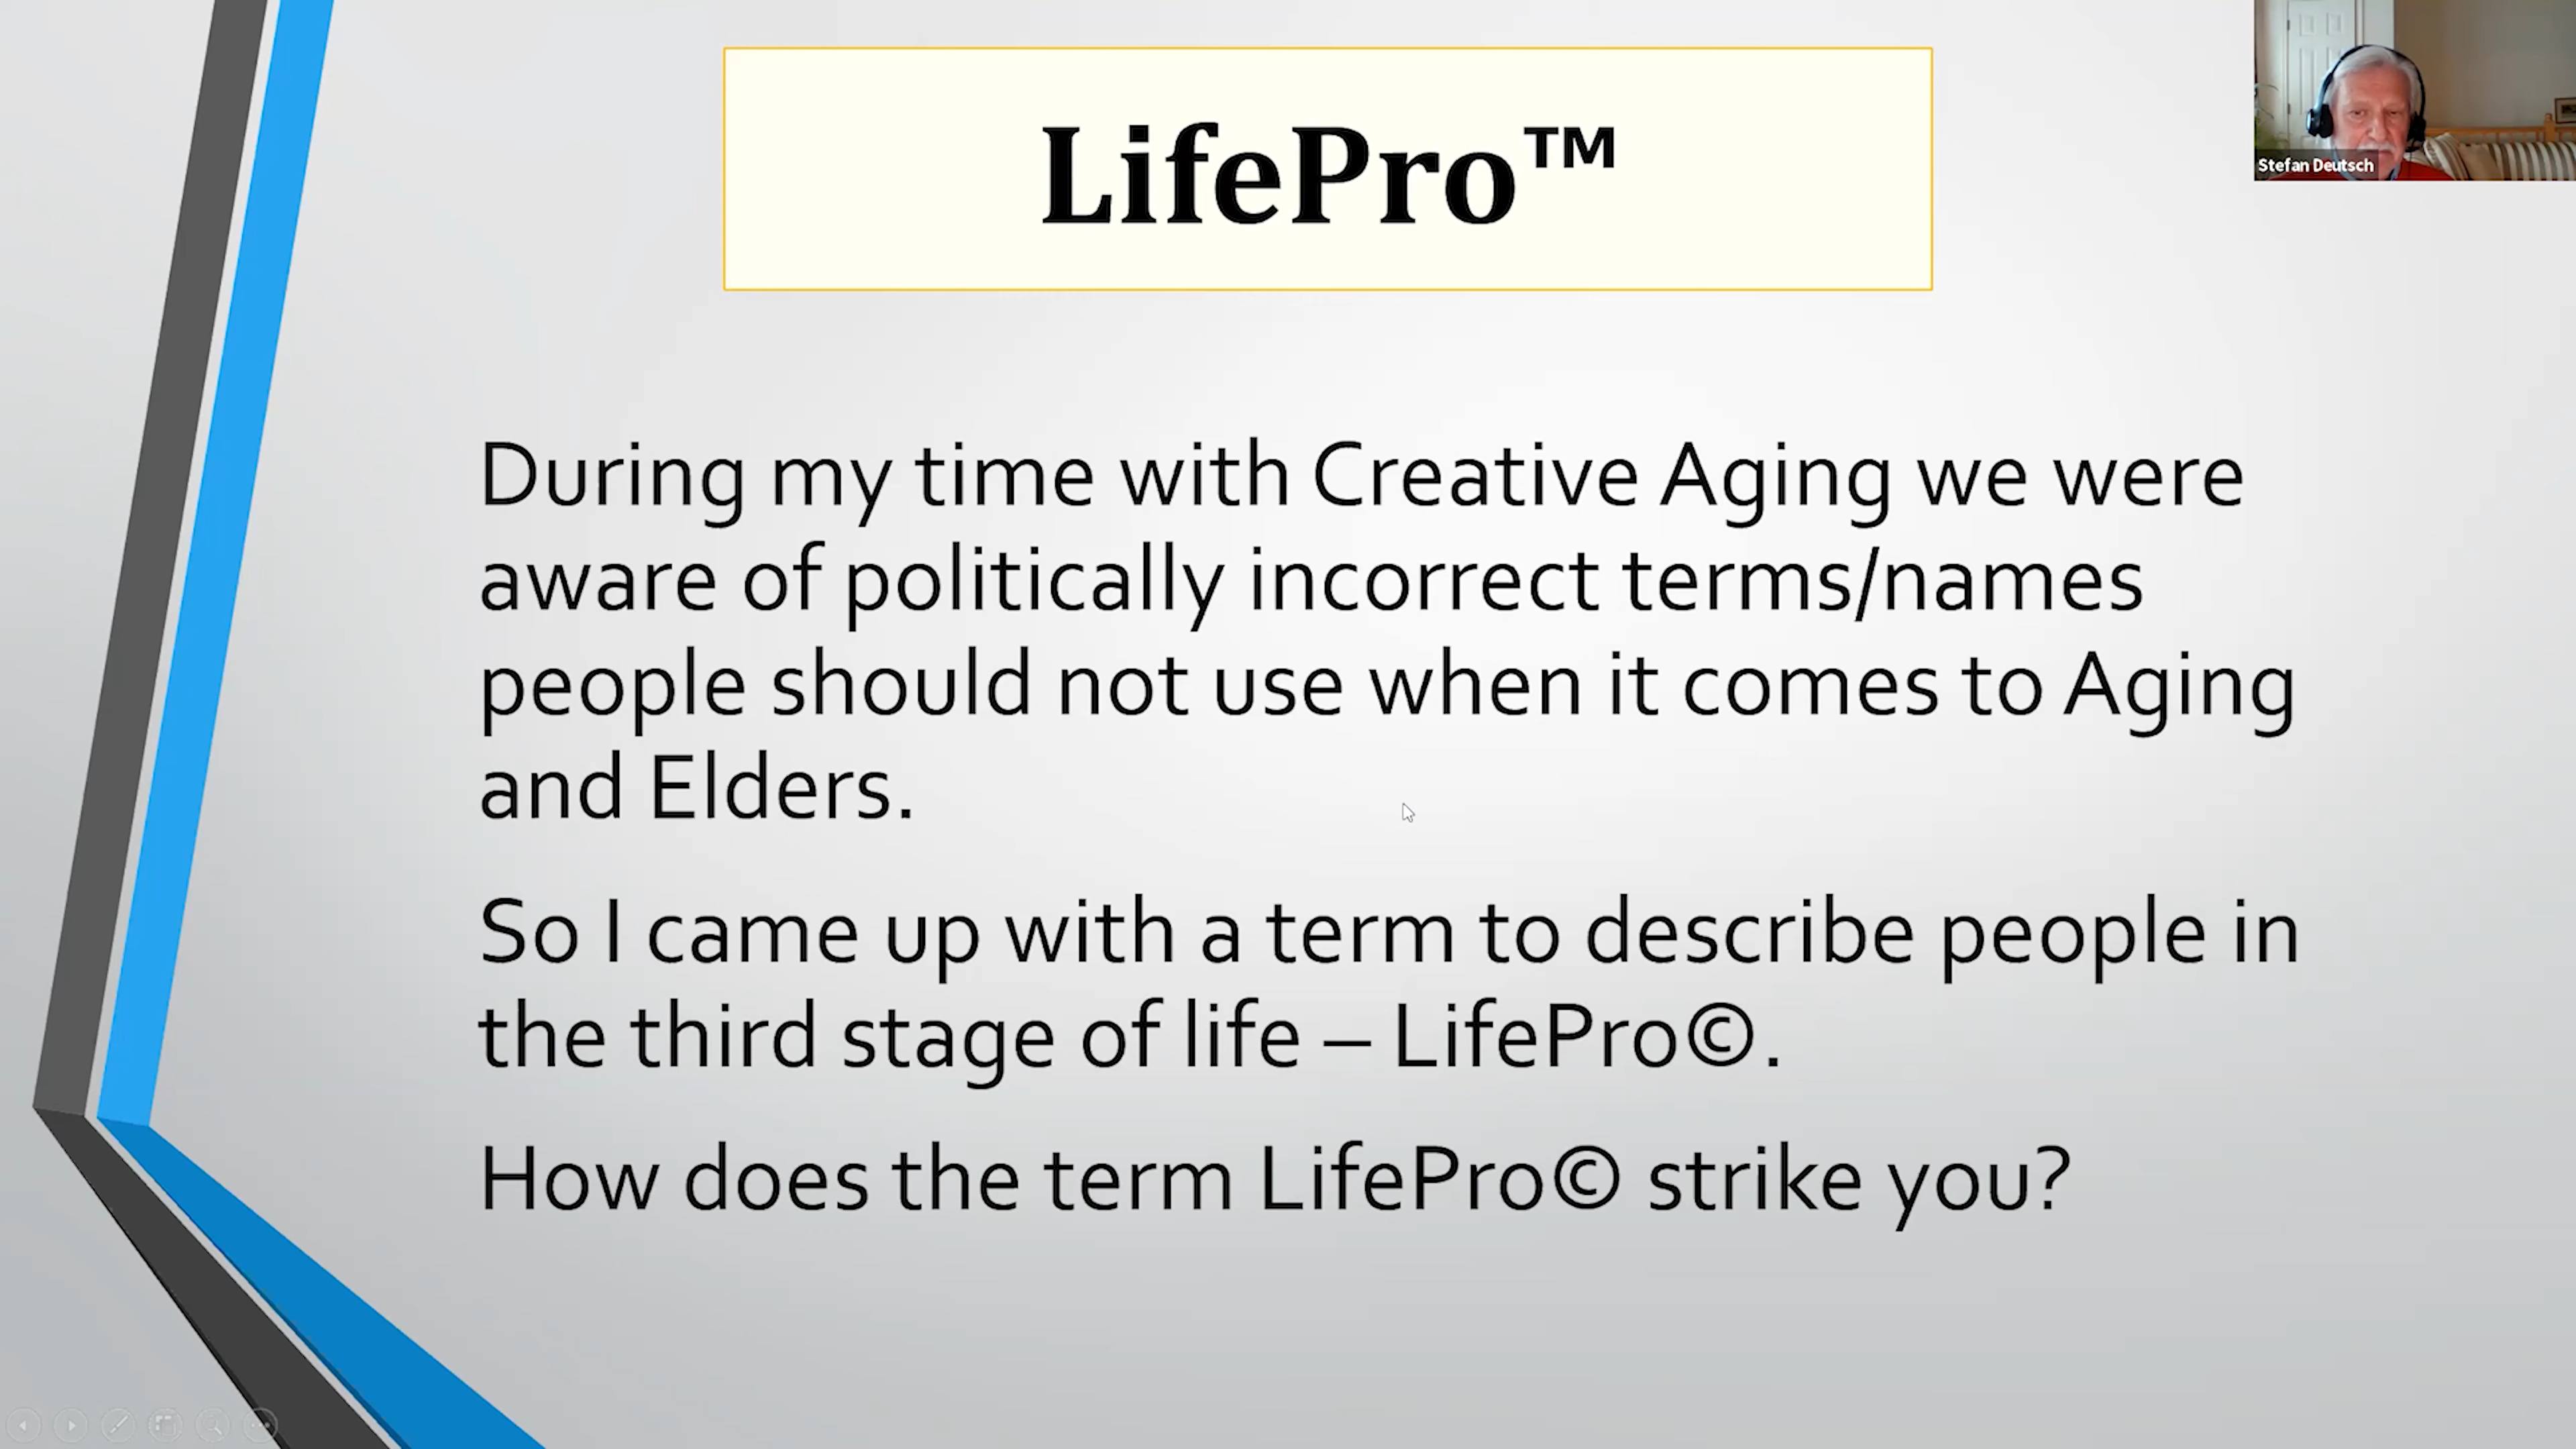 LifePro™
Stefan Deutsch
During my time with Creative Aging we were
aware of politically incorrect terms/names
people should not use when it comes to Aging
and Elders.
So I came up with a term to describe people in
the third stage of life – LifePro©.
How does the term LifePro© strike you?